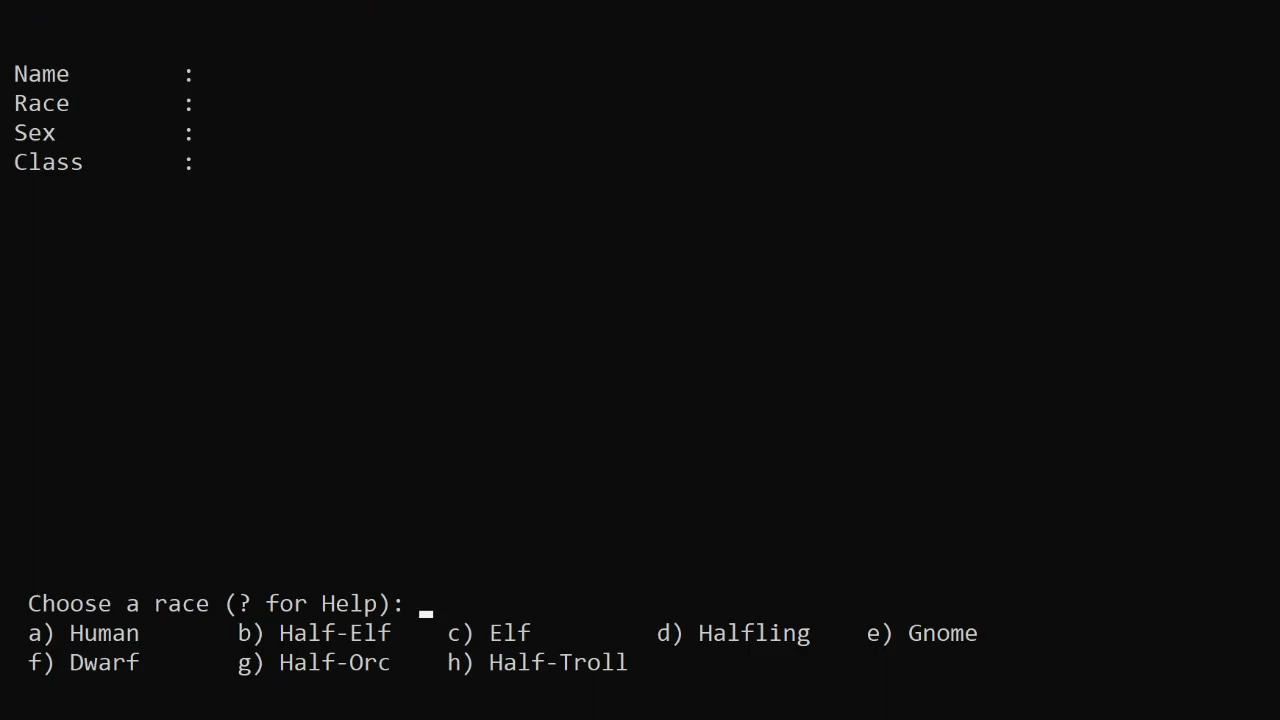 Name        :
Race        :
Sex         :
Class       :
Choose a race (? for Help):
a) Human       b) Half-Elf    c) Elf         d) Halfling    e) Gnome
f) Dwarf       g) Half-Orc    h) Half-Troll